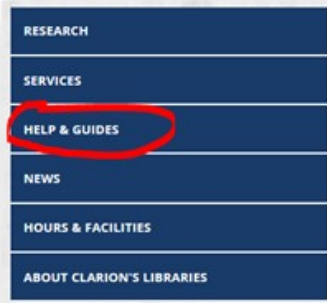 RESEARCH
SERVICES
HELP & GUIDES
NEWS
HOURS & FACILITIES
ABOUT CLARION'S LIBRARIES